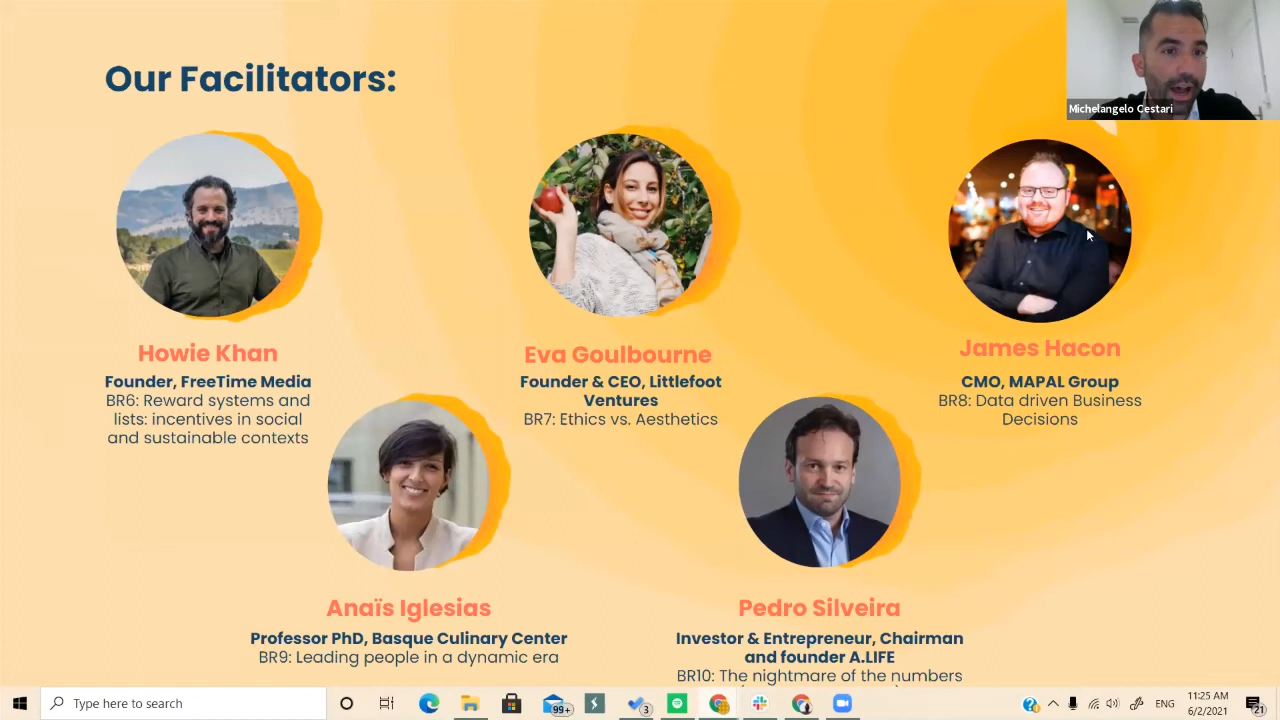 Our Facilitators:
Michelangelo Cestari
Howie Khan
Founder, FreeTime Media
BR6: Reward systems and
lists: incentives in social
and sustainable contexts
Eva Goulbourne
Founder & CEO, Littlefoot
Ventures
BR7: Ethics vs. Aesthetics
James Hacon
CMO, MAPAL Group
BR8: Data driven Business
Decisions
Anaïs Iglesias
Professor PhD, Basque Culinary Center
BR9: Leading people in a dynamic era
Pedro Silveira
Investor & Entrepreneur, Chairman
and founder A.LIFE
BR10: The nightmare of the numbers
Type here to search
99+
3
ENG
11:25 AM
6/2/2021
21